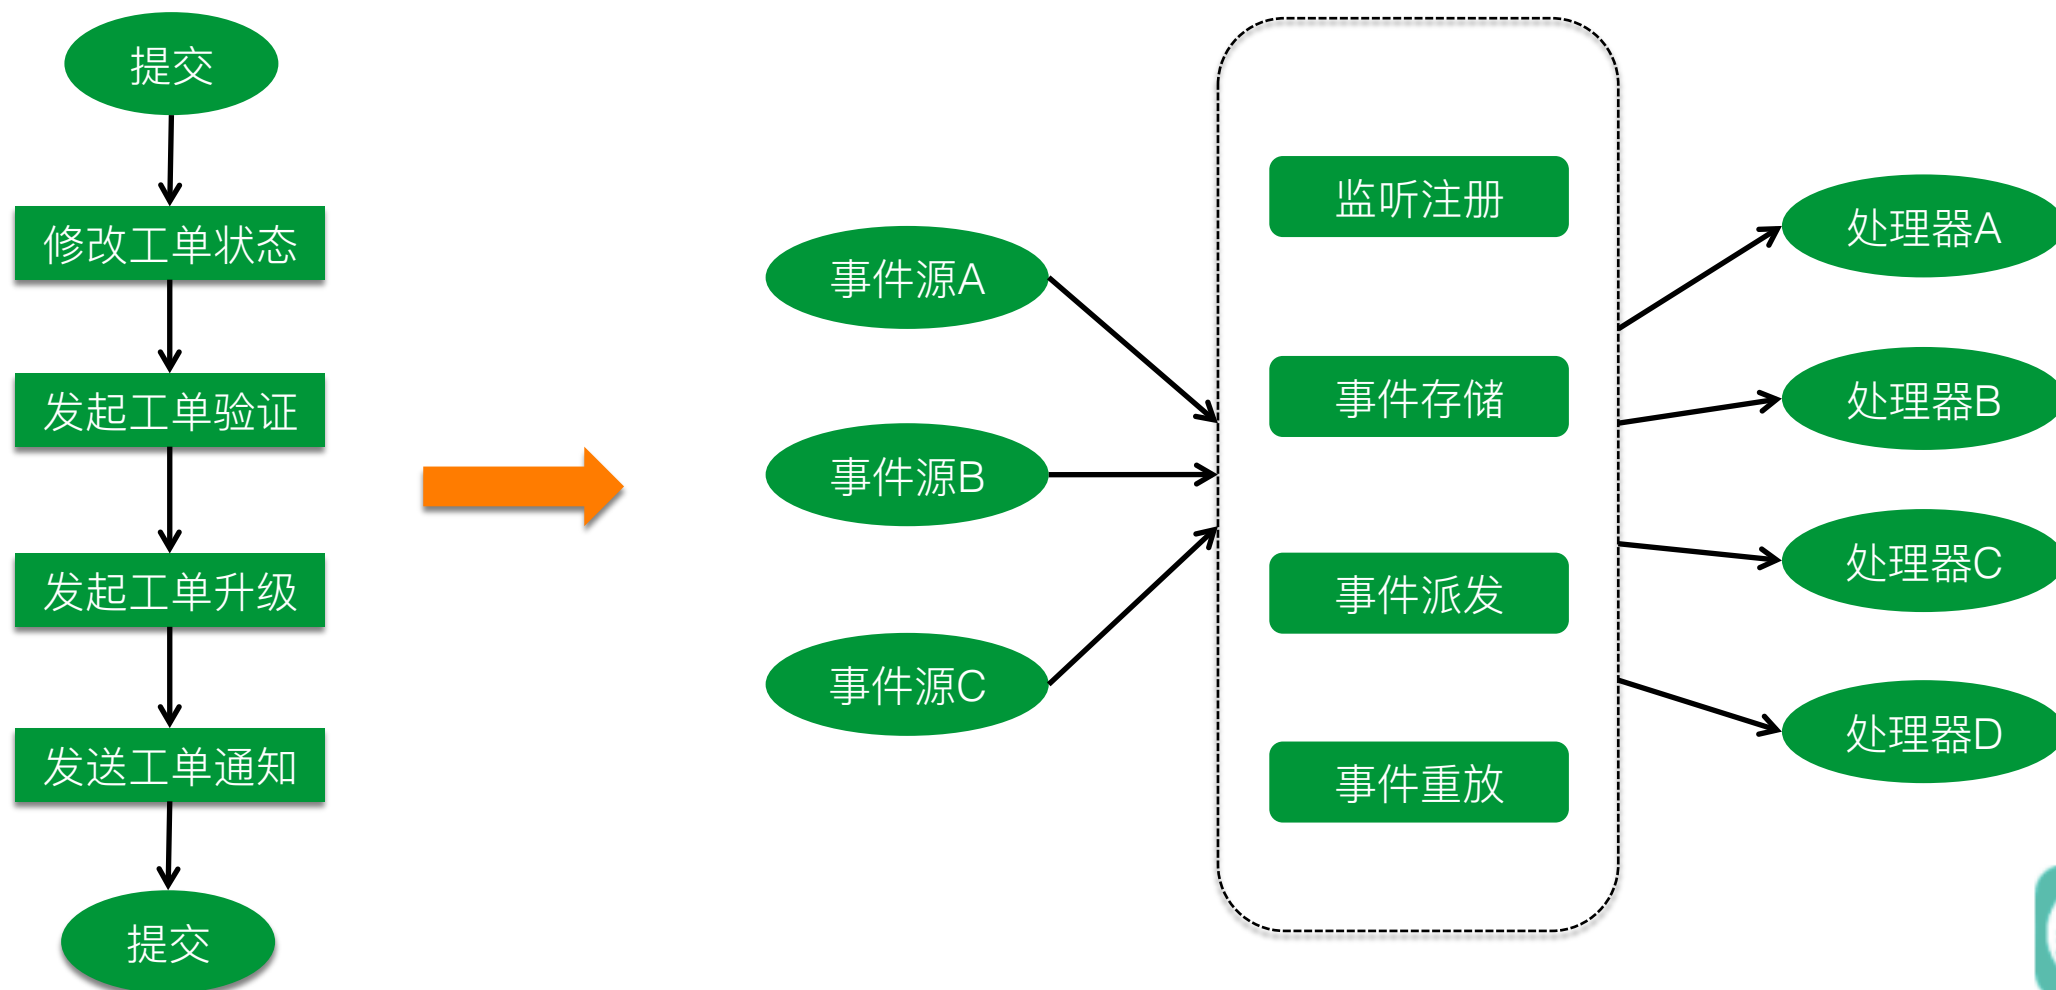 提交
修改工单状态
发起工单验证
发起工单升级
发送工单通知
提交
事件源A
事件源B
事件源C
监听注册
事件存储
事件派发
事件重放
处理器A
处理器B
处理器C
处理器D